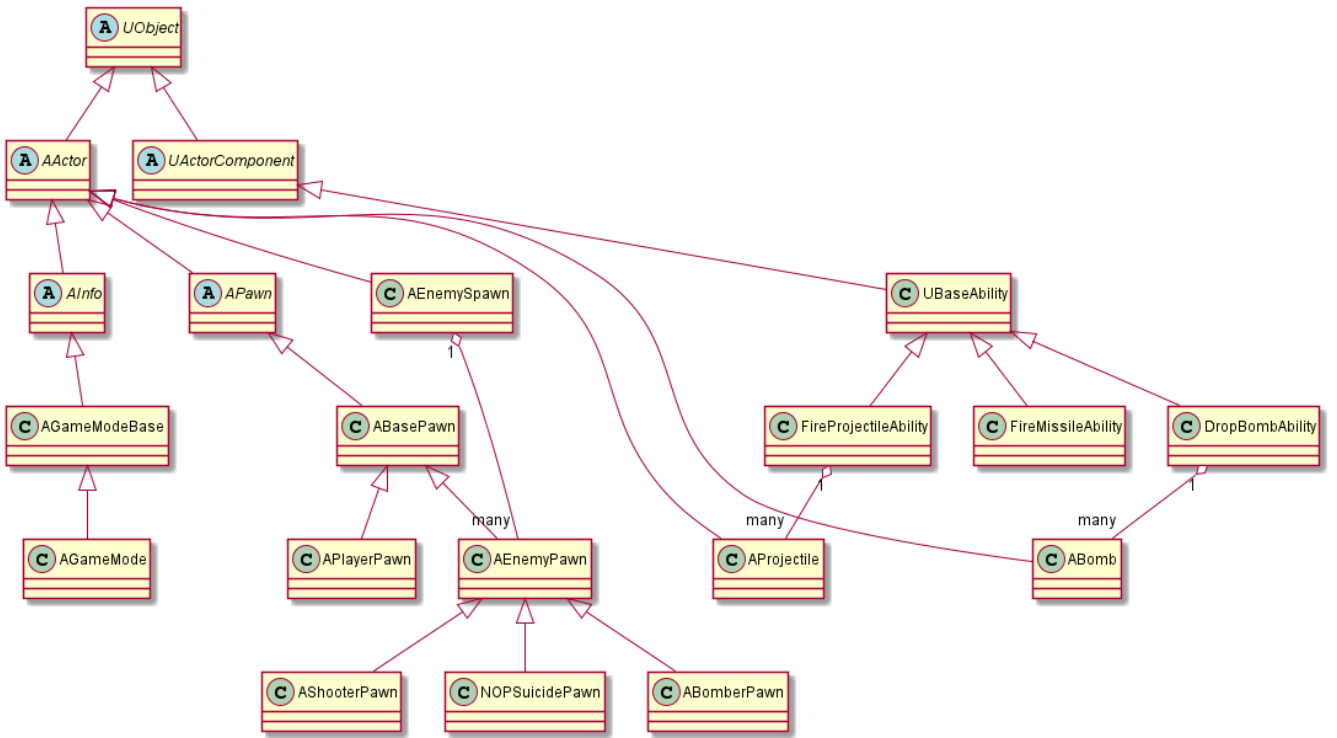 A UObject
A AActor
A UActorComponent
A AInfo
A APawn
C AEnemySpawn
C UBaseAbility
1
C AGameModeBase
C ABasePawn
C FireProjectileAbility
C FireMissileAbility
C DropBombAbility
1
1
many
many
many
C AGameMode
C APlayerPawn
C AEnemyPawn
C AProjectile
C ABomb
C AShooterPawn
C NOPSuicidePawn
C ABomberPawn